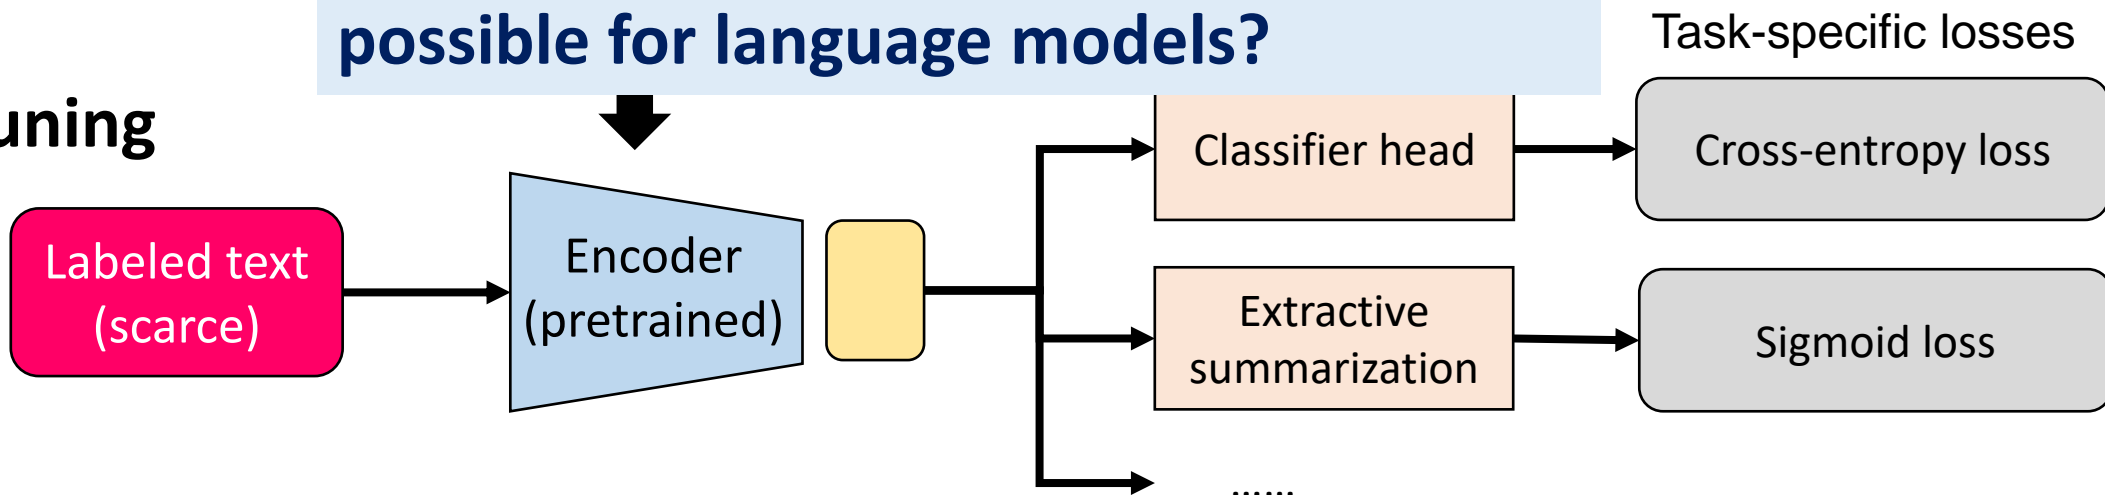 possible for language models?
Task-specific losses
uning
Classifier head
Cross-entropy loss
Labeled text
(scarce)
Encoder
(pretrained)
Extractive
summarization
Sigmoid loss
……